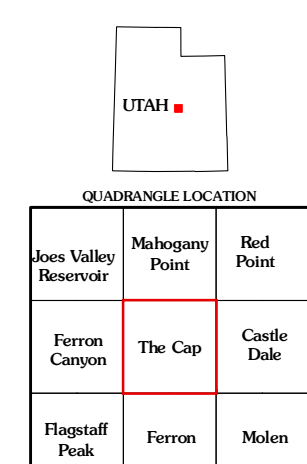 UTAH
QUADRANGLE LOCATION
Joes Valley
Reservoir
Mahogany
Point
Red
Point
Ferron
Canyon
The Cap
Castle
Dale
Flagstaff
Peak
Ferron
Molen